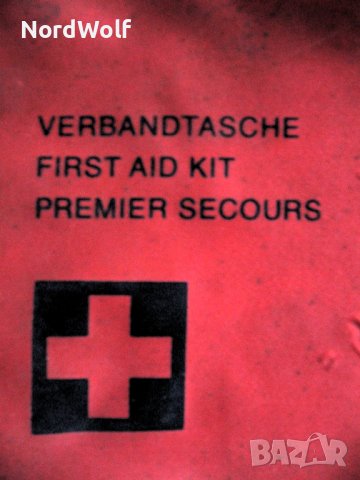 NordWolf
VERBANDTASCHE
FIRST AID KIT
PREMIER SECOURS
BAZAR